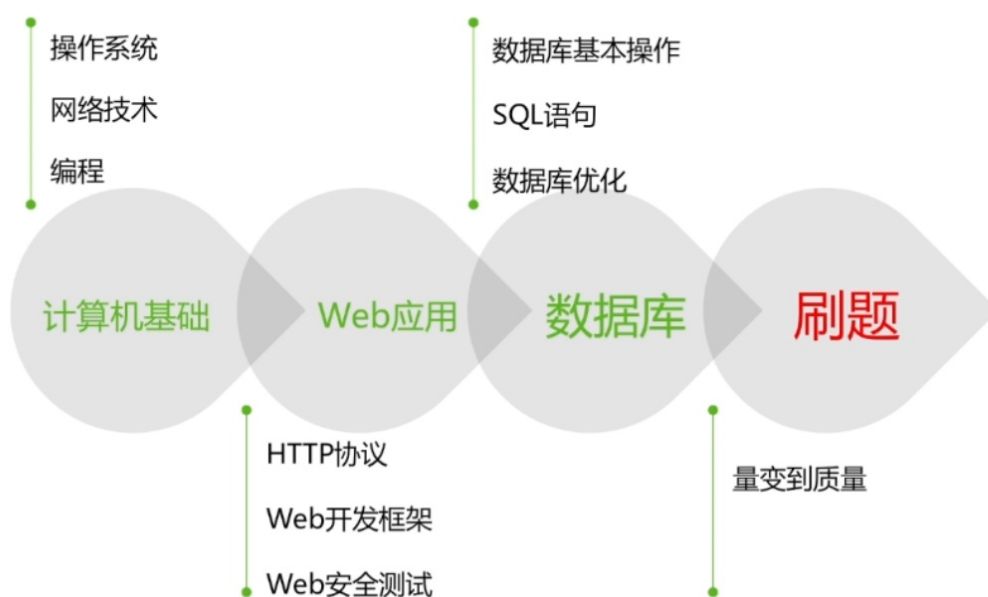 操作系统
网络技术
编程
数据库基本操作
SQL语句
数据库优化
计算机基础
Web应用
数据库
刷题
HTTP协议
Web开发框架
Web安全测试
量变到质量